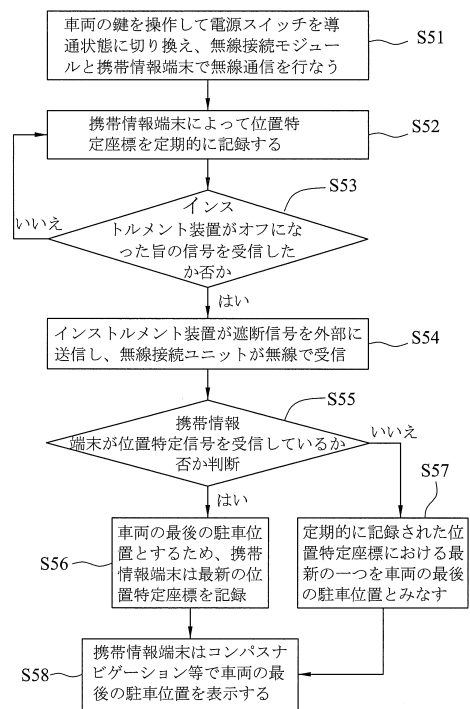 車両の鍵を操作して電源スイッチを導
通状態に切り換え、無線接続モジュー
ルと携帯情報端末で無線通信を行なう
S51
携帯情報端末によって位置特
定座標を定期的に記録する
S52
S53
インス
トルメント装置がオフにな
った旨の信号を受信した
か否か
いいえ
はい
インストルメント装置が遮断信号を外部に
送信し、無線接続ユニットが無線で受信
S54
S55
携帯情報
端末が位置特定信号を受信しているか
否か判断
いいえ
はい
S57
車両の最後の駐車位
置とするため、携帯
情報端末は最新の位
置特定座標を記録
S56
定期的に記録された位
置特定座標における最
新の一つを車両の最後
の駐車位置とみなす
携帯情報端末はコンパスナ
ビゲーション等で車両の最
後の駐車位置を表示する
S58